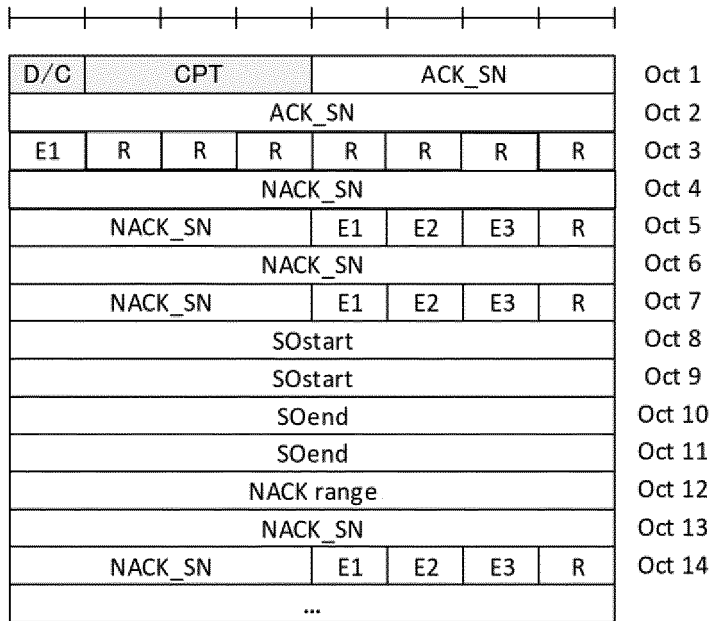 D/C CPT ACK_SN Oct 1
ACK_SN Oct 2
E1 R R R R R R R Oct 3
NACK_SN Oct 4
NACK_SN E1 E2 E3 R Oct 5
NACK_SN Oct 6
NACK_SN E1 E2 E3 R Oct 7
SOstart Oct 8
SOstart Oct 9
SOend Oct 10
SOend Oct 11
NACK range Oct 12
NACK_SN Oct 13
NACK_SN E1 E2 E3 R Oct 14
...